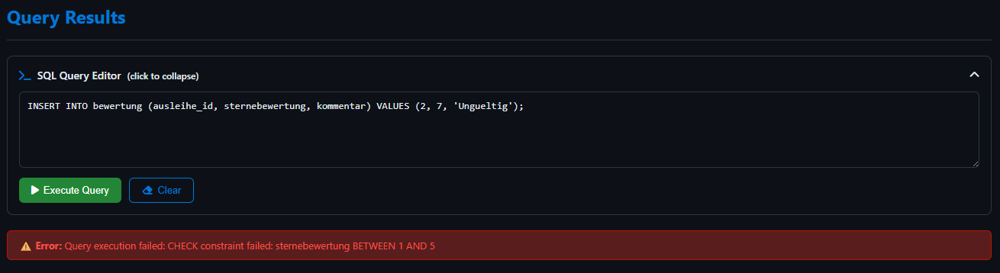 Query Results
SQL Query Editor (click to collapse)
INSERT INTO bewertung (ausleihe_id, sternebewertung, kommentar) VALUES (2, 7, 'Ungueltig');
Execute Query
Clear
Error: Query execution failed: CHECK constraint failed: sternebewertung BETWEEN 1 AND 5